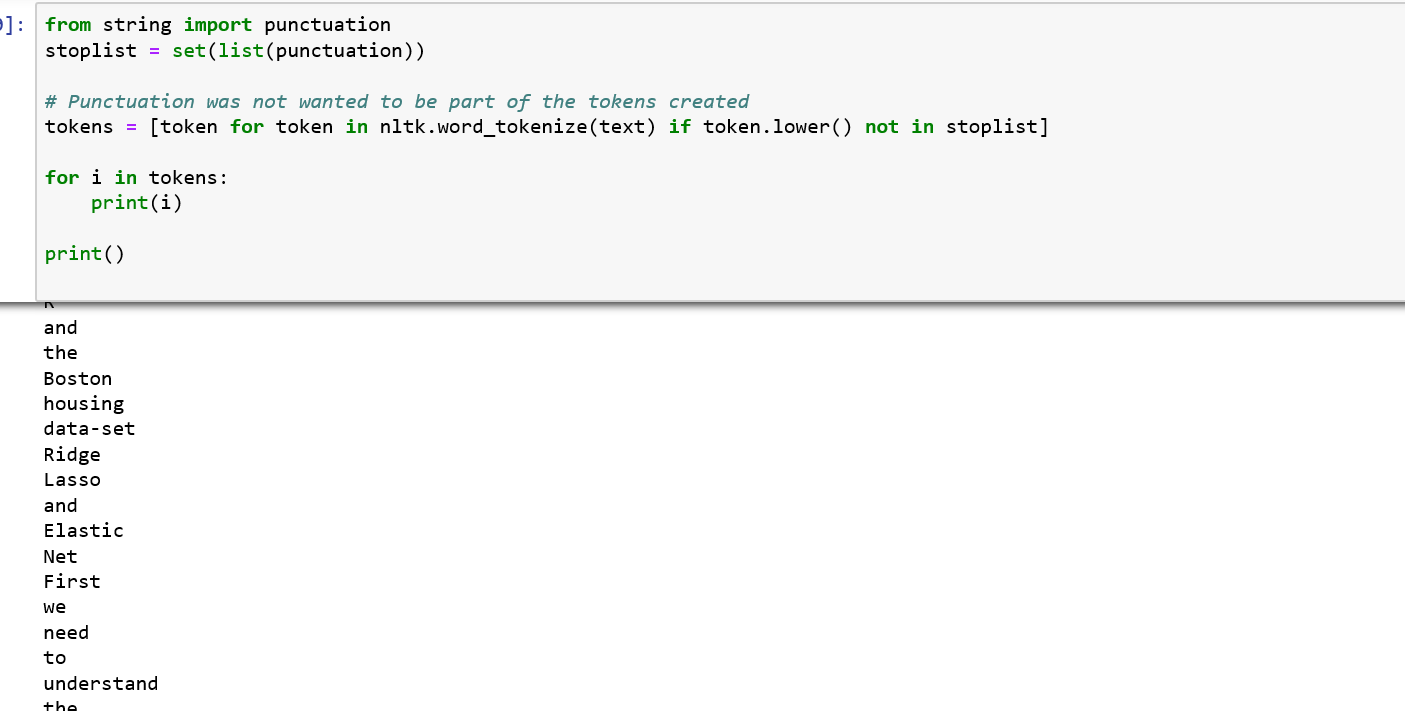 ]:
from string import punctuation
stoplist = set(list(punctuation))
# Punctuation was not wanted to be part of the tokens created
tokens = [token for token in nltk.word_tokenize(text) if token.lower() not in stoplist]
for i in tokens:
    print(i)
print()
and
the
Boston
housing
data-set
Ridge
Lasso
and
Elastic
Net
First
we
need
to
understand
the